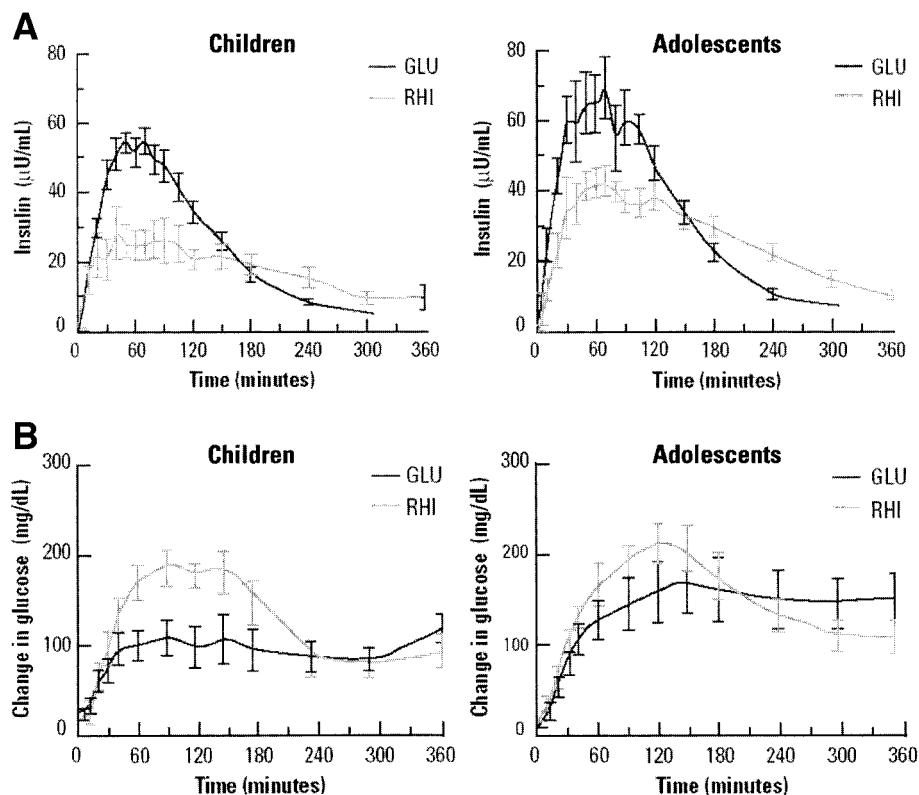 A
Children
Adolescents
80
60
40
20
0
Insulin (µU/mL)
GLU
RHI
0 60 120 180 240 300 360
Time (minutes)
80
60
40
20
0
Insulin (µU/mL)
GLU
RHI
0 60 120 180 240 300 360
Time (minutes)
B
Children
Adolescents
300
200
100
0
Change in glucose (mg/dL)
GLU
RHI
0 60 120 180 240 300 360
Time (minutes)
300
200
100
0
Change in glucose (mg/dL)
GLU
RHI
0 60 120 180 240 300 360
Time (minutes)